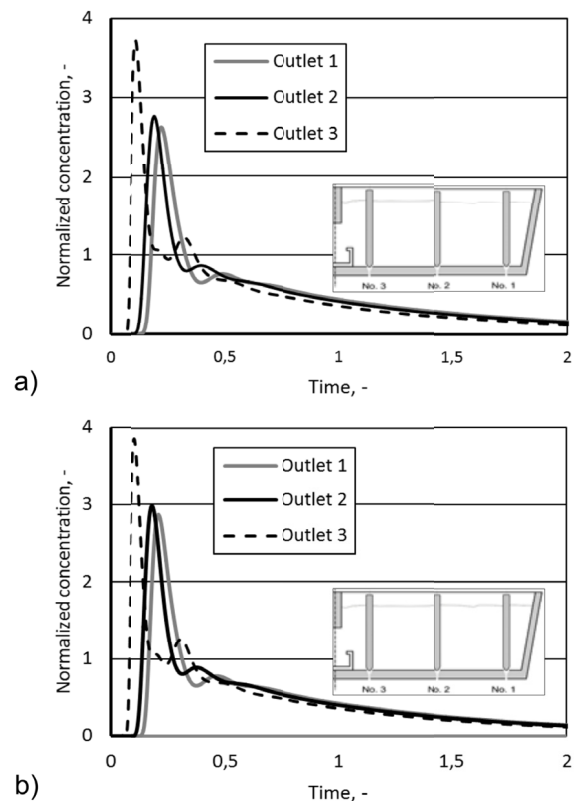 a)
Normalized concentration, -
4
3
2
1
0
Outlet 1
Outlet 2
Outlet 3
No. 3 No. 2 No. 1
0 0,5 1 1,5 2
Time, -
b)
Normalized concentration, -
4
3
2
1
0
Outlet 1
Outlet 2
Outlet 3
No. 3 No. 2 No. 1
0 0,5 1 1,5 2
Time, -